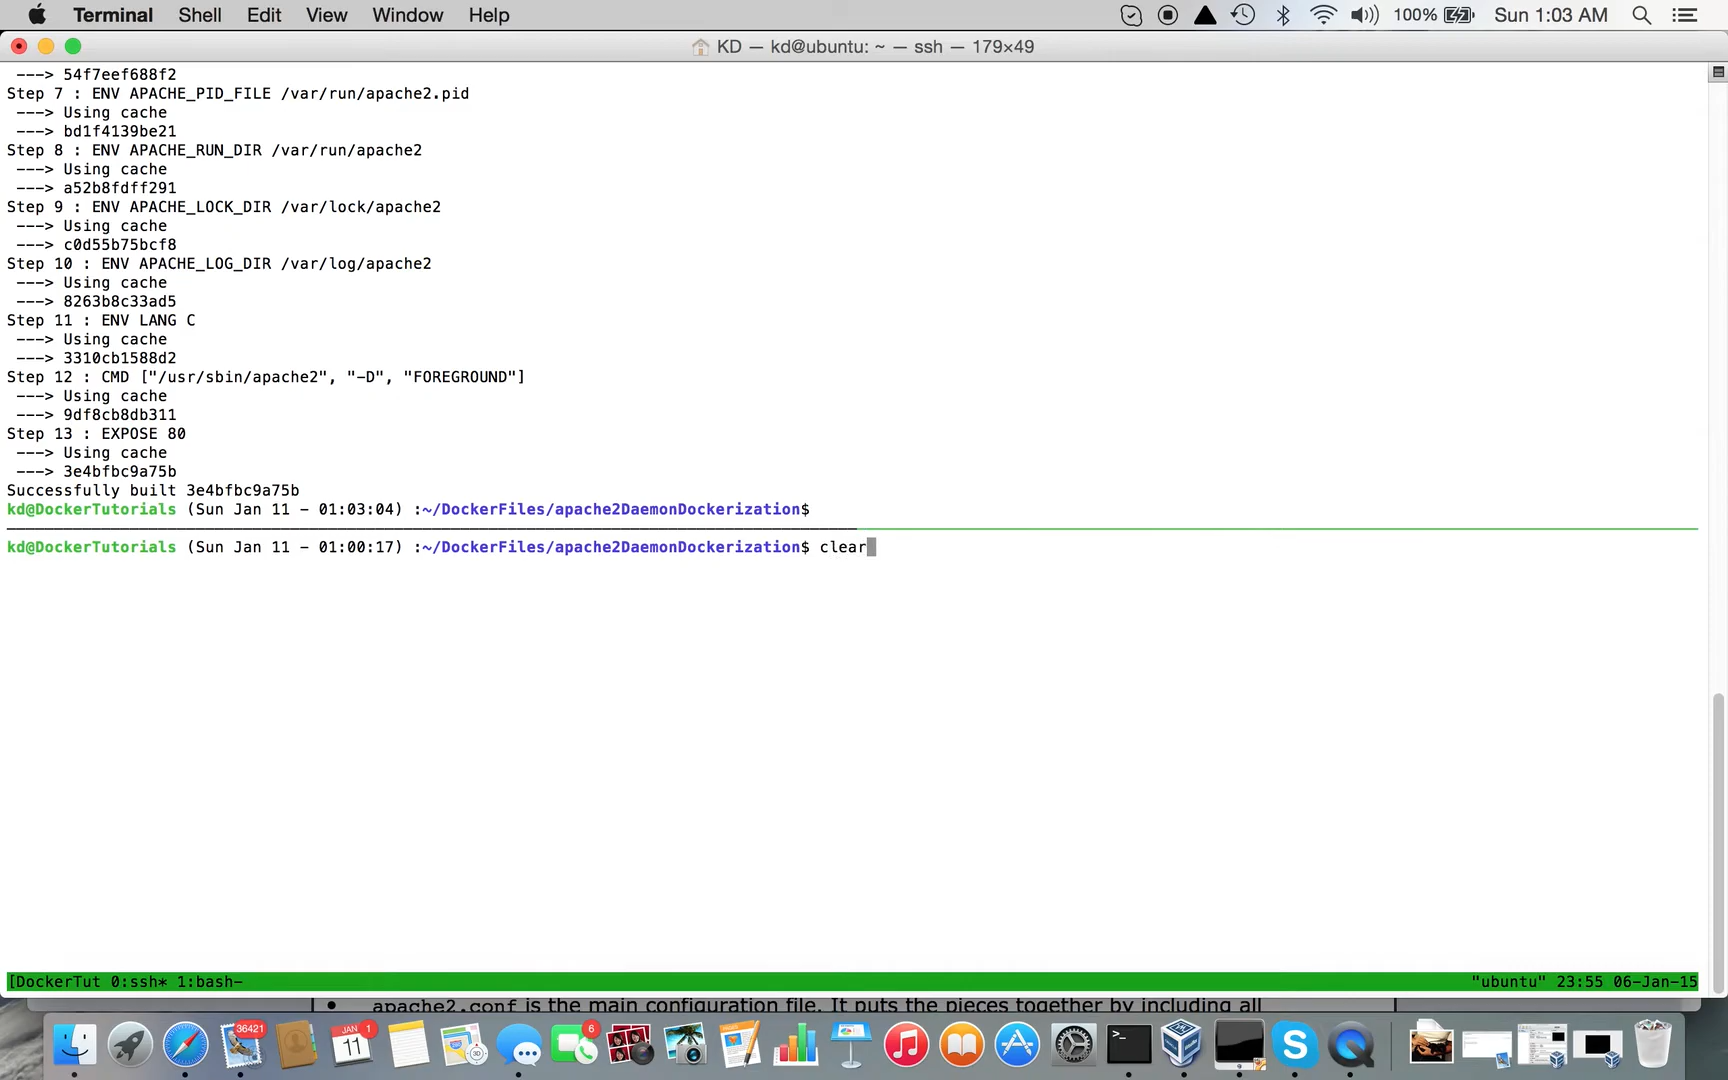 Terminal Shell Edit View Window Help 100% Sun 1:03 AM
KD — kd@ubuntu: ~ — ssh — 179×49
---> 54f7eef688f2
Step 7 : ENV APACHE_PID_FILE /var/run/apache2.pid
---> Using cache
---> bd1f4139be21
Step 8 : ENV APACHE_RUN_DIR /var/run/apache2
---> Using cache
---> a52b8fdff291
Step 9 : ENV APACHE_LOCK_DIR /var/lock/apache2
---> Using cache
---> c0d55b75bcf8
Step 10 : ENV APACHE_LOG_DIR /var/log/apache2
---> Using cache
---> 8263b8c33ad5
Step 11 : ENV LANG C
---> Using cache
---> 3310cb1588d2
Step 12 : CMD ["/usr/sbin/apache2", "-D", "FOREGROUND"]
---> Using cache
---> 9df8cb8db311
Step 13 : EXPOSE 80
---> Using cache
---> 3e4bfbc9a75b
Successfully built 3e4bfbc9a75b
kd@DockerTutorials (Sun Jan 11 - 01:03:04) :~/DockerFiles/apache2DaemonDockerization$
kd@DockerTutorials (Sun Jan 11 - 01:00:17) :~/DockerFiles/apache2DaemonDockerization$ clear
[DockerTut 0:ssh* 1:bash- "ubuntu" 23:55 06-Jan-15
• apache2.conf is the main configuration file. It puts the pieces together by including all
36421 JAN 1 11 6